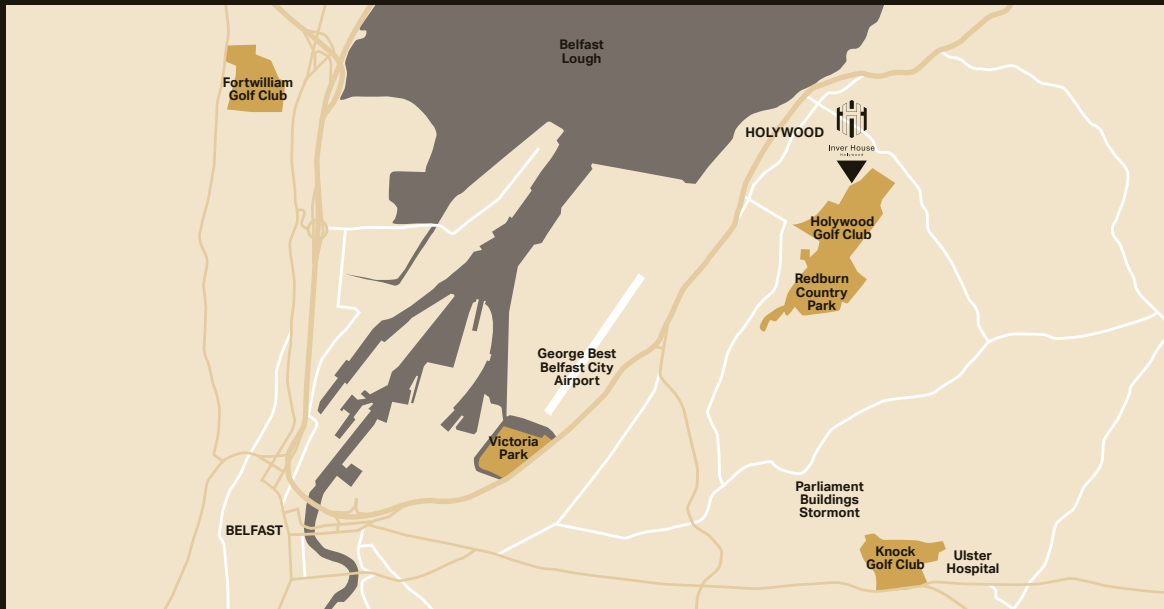 Belfast
Lough
Fortwilliam
Golf Club
HOLYWOOD
Inver House
Holywood
Holywood
Golf Club
Redburn
Country
Park
George Best
Belfast City
Airport
Victoria
Park
Parliament
Buildings
Stormont
BELFAST
Knock
Golf Club
Ulster
Hospital